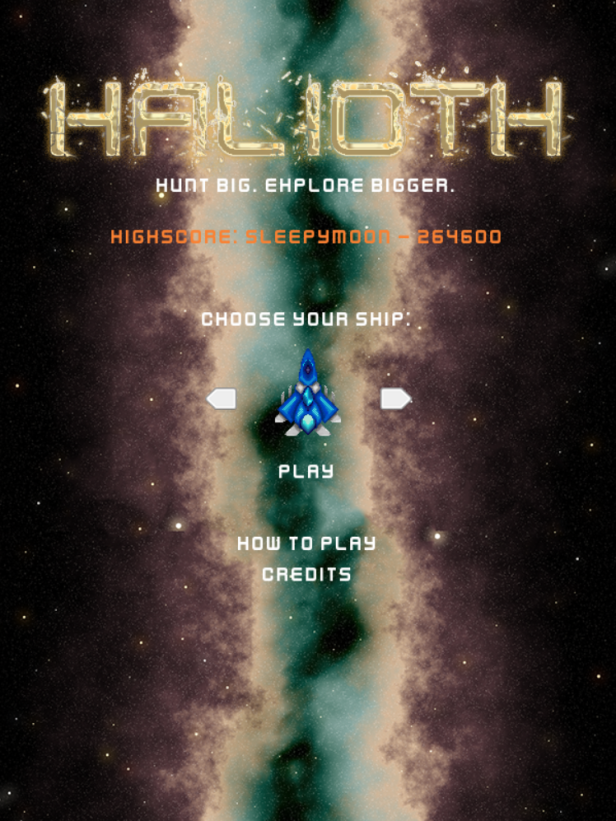 HALIOTH
HUNT BIG. EXPLORE BIGGER.
HIGHSCORE: SLEEPYMOON - 264600
CHOOSE YOUR SHIP:
PLAY
HOW TO PLAY
CREDITS